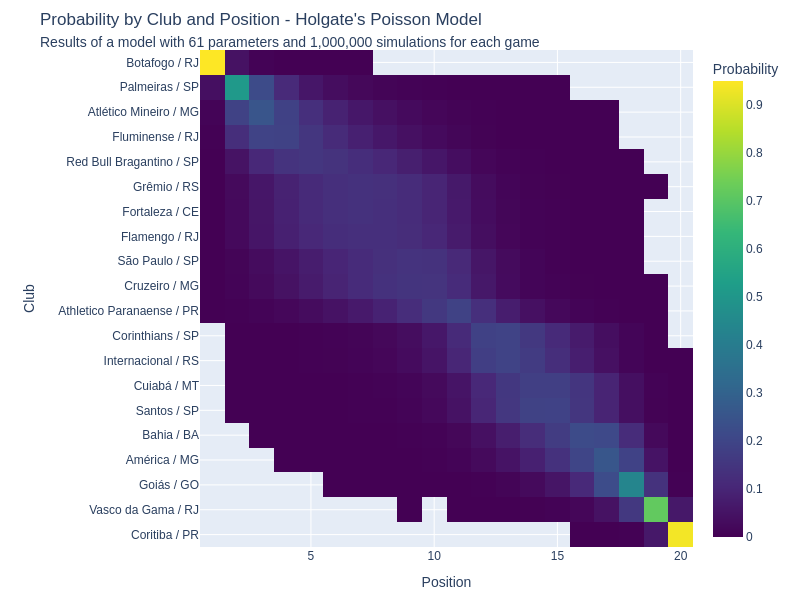 Probability by Club and Position - Holgate's Poisson Model
Results of a model with 61 parameters and 1,000,000 simulations for each game
Probability
Botafogo / RJ
Palmeiras / SP
Atlético Mineiro / MG
Fluminense / RJ
Red Bull Bragantino / SP
Grêmio / RS
Fortaleza / CE
Flamengo / RJ
São Paulo / SP
Cruzeiro / MG
Athletico Paranaense / PR
Corinthians / SP
Internacional / RS
Cuiabá / MT
Santos / SP
Bahia / BA
América / MG
Goiás / GO
Vasco da Gama / RJ
Coritiba / PR
Club
5
10
15
20
Position
0.9
0.8
0.7
0.6
0.5
0.4
0.3
0.2
0.1
0